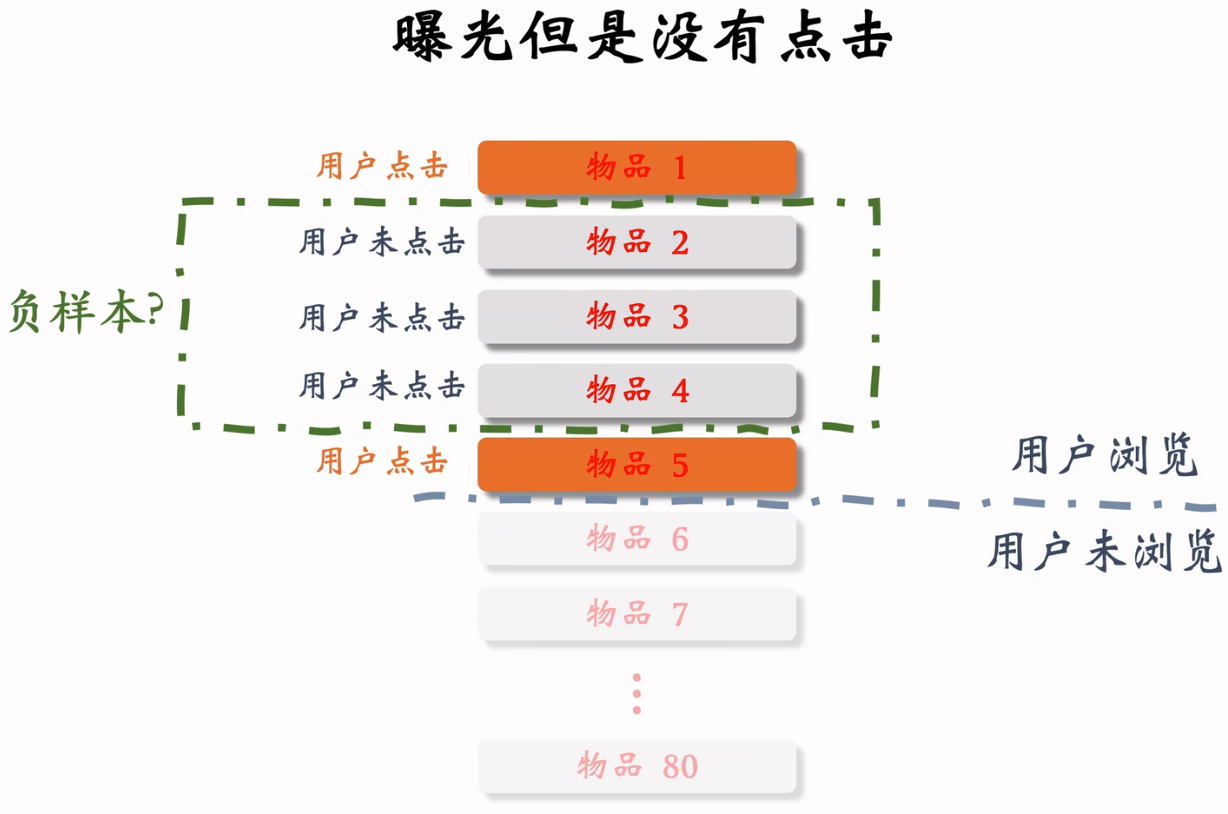 曝光但是没有点击
用户点击 物品 1
用户未点击 物品 2
负样本?
用户未点击 物品 3
用户未点击 物品 4
用户点击 物品 5
用户浏览
用户未浏览
物品 6
物品 7
物品 80